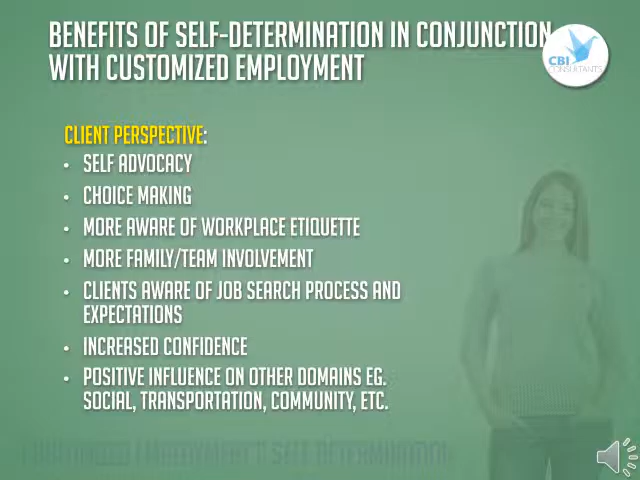 BENEFITS OF SELF-DETERMINATION IN CONJUNCTION
WITH CUSTOMIZED EMPLOYMENT
CBI
CONSULTANTS
CLIENT PERSPECTIVE:
• SELF ADVOCACY
• CHOICE MAKING
• MORE AWARE OF WORKPLACE ETIQUETTE
• MORE FAMILY/TEAM INVOLVEMENT
• CLIENTS AWARE OF JOB SEARCH PROCESS AND
EXPECTATIONS
• INCREASED CONFIDENCE
• POSITIVE INFLUENCE ON OTHER DOMAINS EG.
SOCIAL, TRANSPORTATION, COMMUNITY, ETC.
SELF DETERMINATION